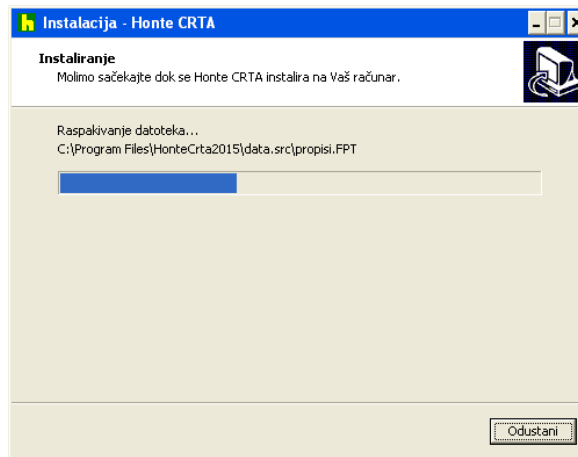 Instalacija - Honte CRTA
Instaliranje
Molimo sačekajte dok se Honte CRTA instalira na Vaš računar.
Raspakivanje datoteka...
C:\Program Files\HonteCrta2015\data.src\propisi.FPT
Odustani